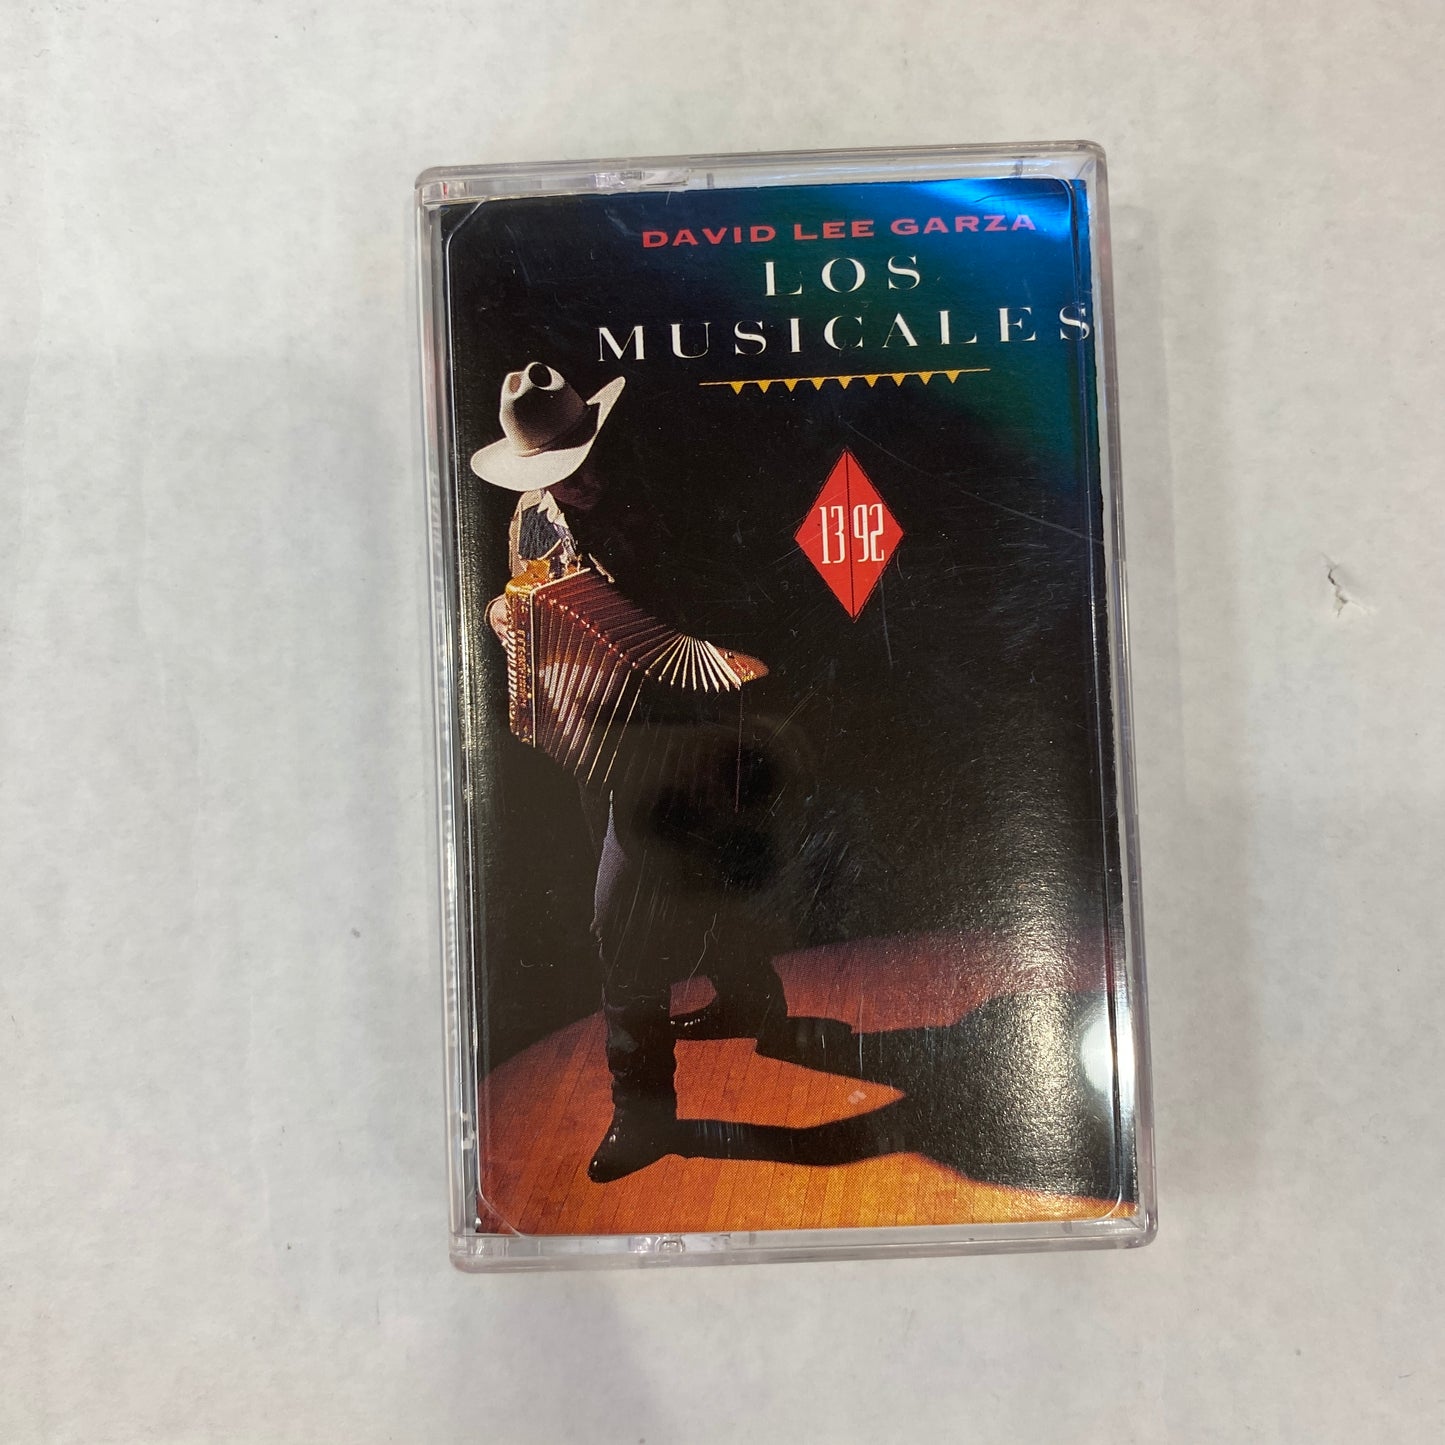 DAVID LEE GARZA
LOS
MUSICALES
13 92